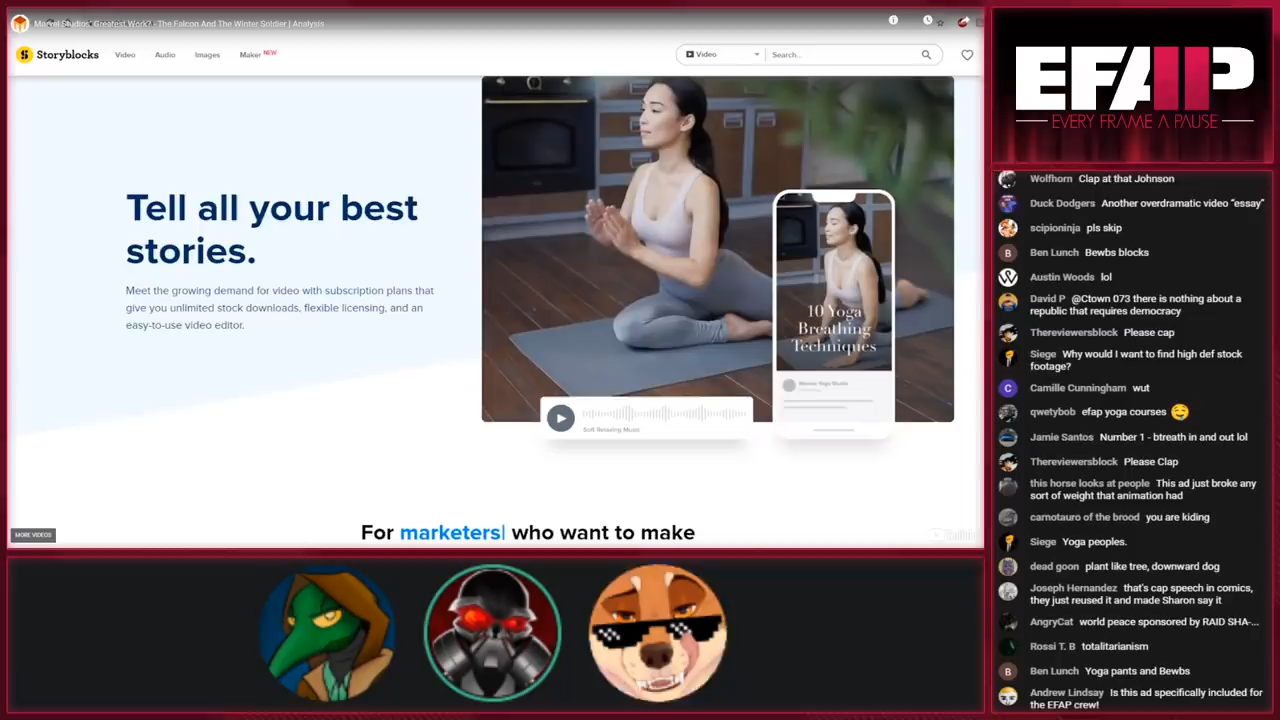 Marvel Studios' Greatest Work? - The Falcon And The Winter Soldier | Analysis
Storyblocks
Video
Audio
Images
Maker NEW
Video
Search...
Tell all your best
stories.
Meet the growing demand for video with subscription plans that
give you unlimited stock downloads, flexible licensing, and an
easy-to-use video editor.
10 Yoga
Breathing
Techniques
Soft Relaxing Music
For marketers who want to make
MORE VIDEOS
EFAP
EVERY FRAME A PAUSE
Wolfhorn Clap at that Johnson
Duck Dodgers Another overdramatic video "essay"
scipioninja pls skip
B
Ben Lunch Bewbs blocks
Austin Woods lol
David P @Ctown 073 there is nothing about a
republic that requires democracy
Thereviewersblock Please cap
Siege Why would I want to find high def stock
footage?
C
Camille Cunningham wut
qwetybob efap yoga courses
Jamie Santos Number 1 - btreath in and out lol
Thereviewersblock Please Clap
this horse looks at people This ad just broke any
sort of weight that animation had
carnotauro of the brood you are kiding
Siege Yoga peoples.
dead goon plant like tree, downward dog
Joseph Hernandez that's cap speech in comics,
they just reused it and made Sharon say it
AngryCat world peace sponsored by RAID SHA-...
Rossi T. B totalitarianism
B
Ben Lunch Yoga pants and Bewbs
Andrew Lindsay Is this ad specifically included for
the EFAP crew!